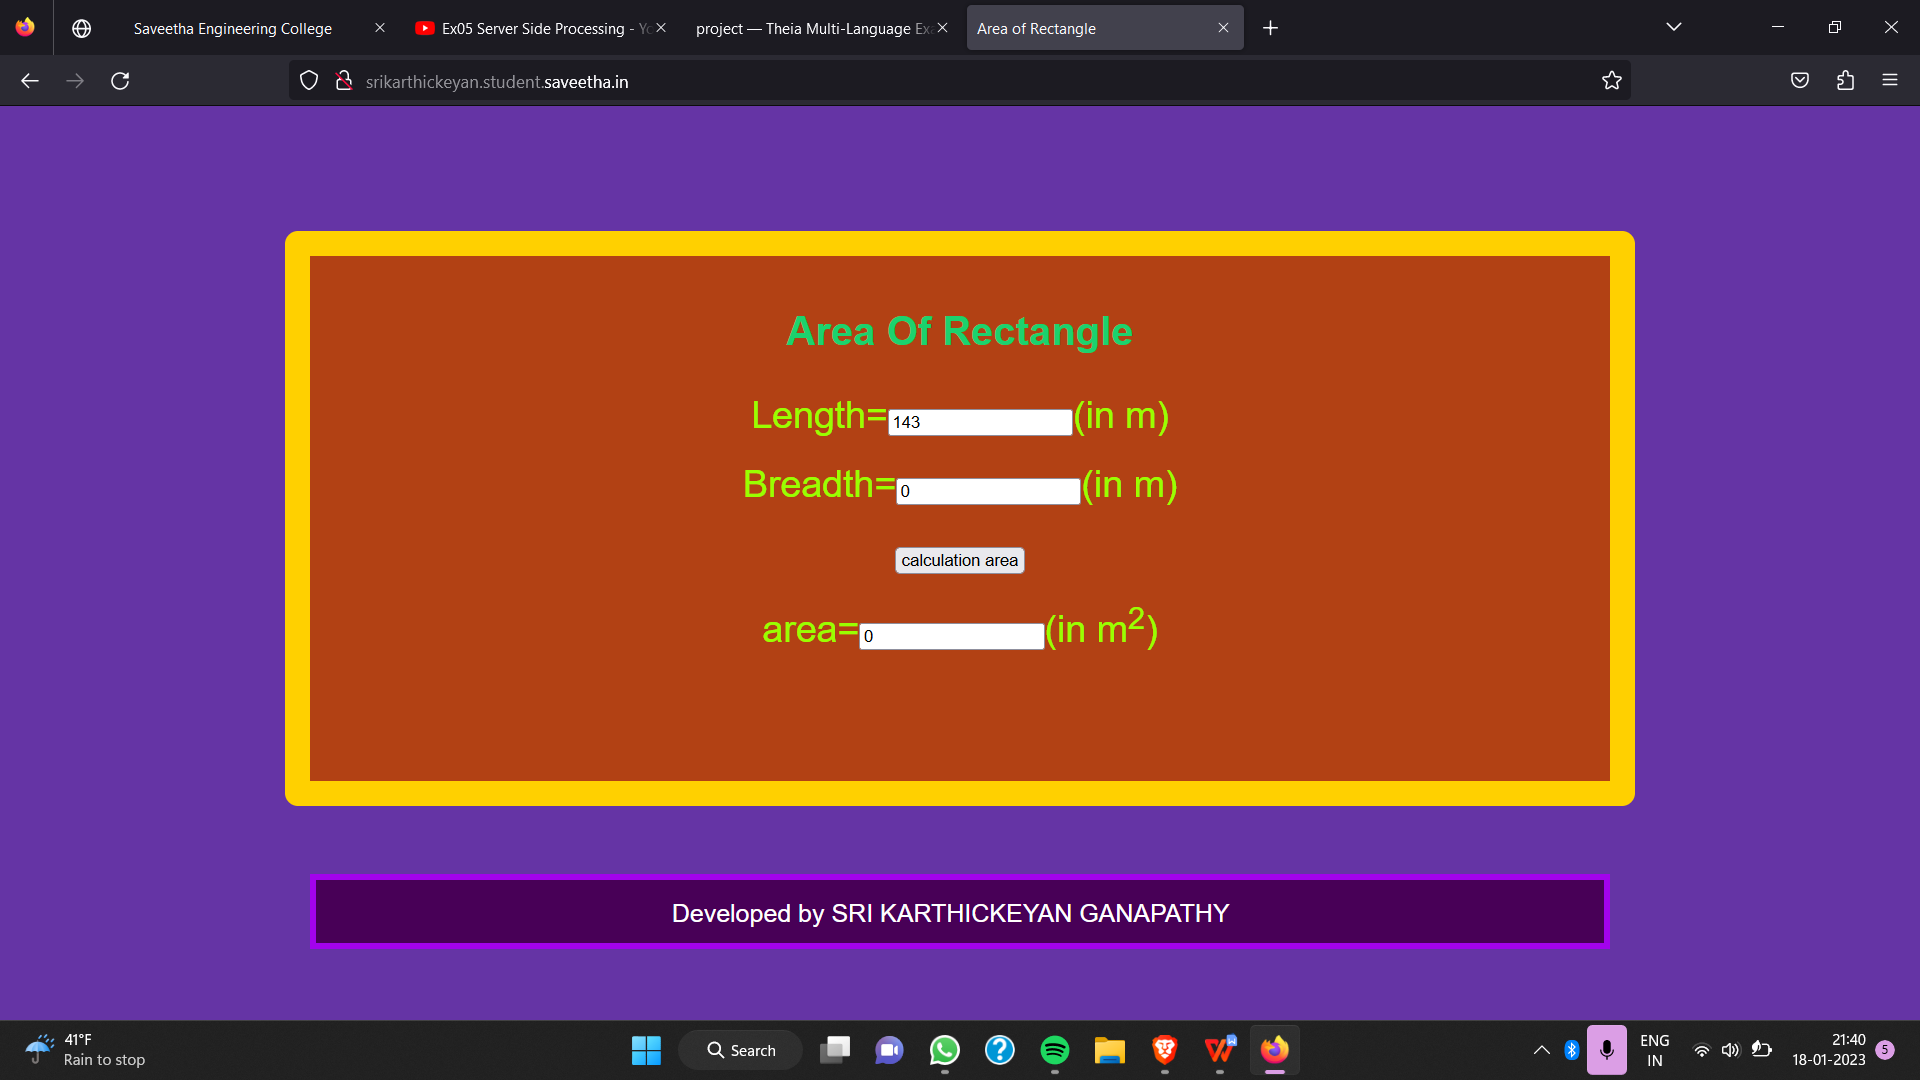 Saveetha Engineering College
Ex05 Server Side Processing - Yo
project — Theia Multi-Language Exa
Area of Rectangle
srikarthickeyan.student.saveetha.in
Area Of Rectangle
Length=143(in m)
Breadth=0(in m)
calculation area
area=0(in m²)
Developed by SRI KARTHICKEYAN GANAPATHY
41°F
Rain to stop
Search
ENG
IN
21:40
18-01-2023
5